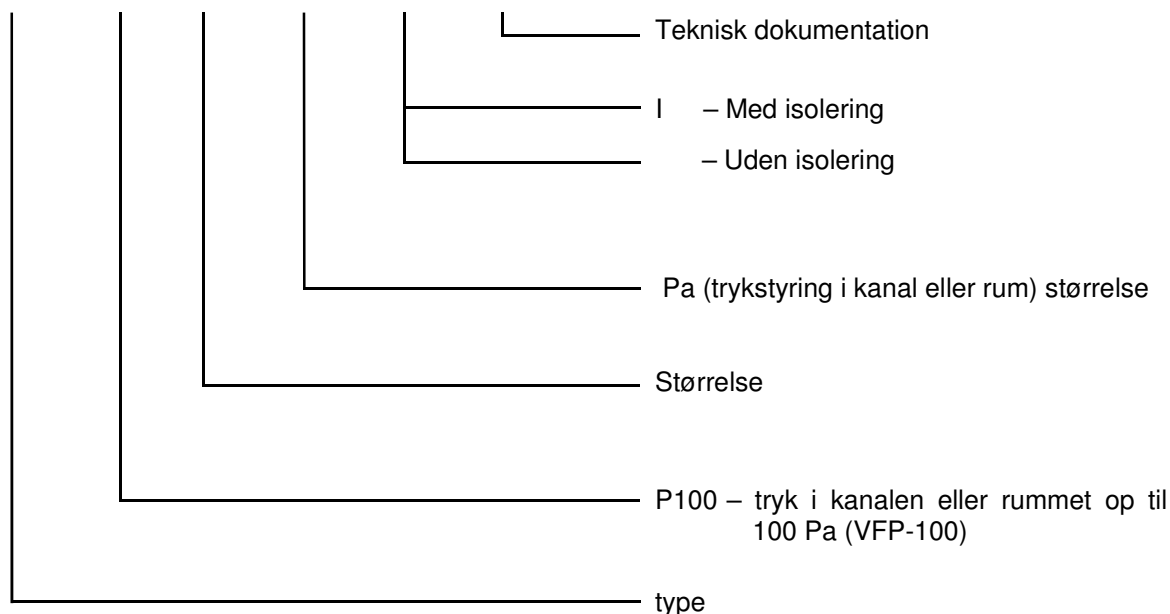 Teknisk dokumentation
I – Med isolering
– Uden isolering
Pa (trykstyring i kanal eller rum) størrelse
Størrelse
P100 – tryk i kanalen eller rummet op til
100 Pa (VFP-100)
type